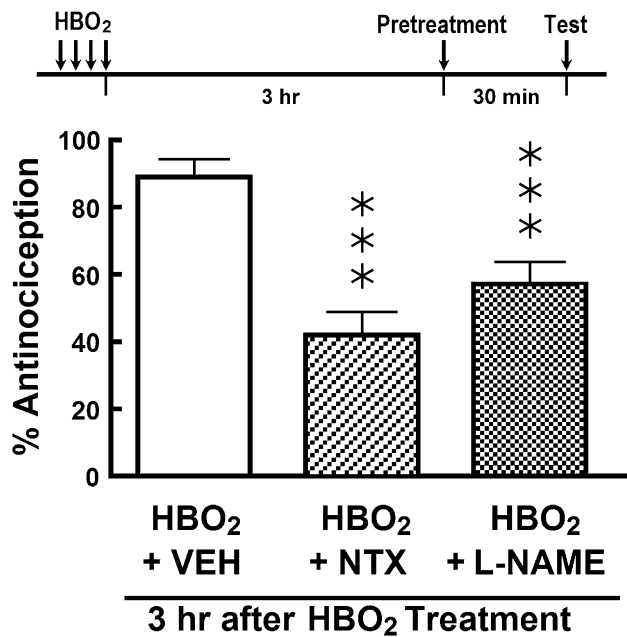 HBO2
Pretreatment
Test
3 hr
30 min
% Antinociception
100
80
60
40
20
0
* * *
* * *
HBO2 HBO2 HBO2
+ VEH + NTX + L-NAME
3 hr after HBO2 Treatment